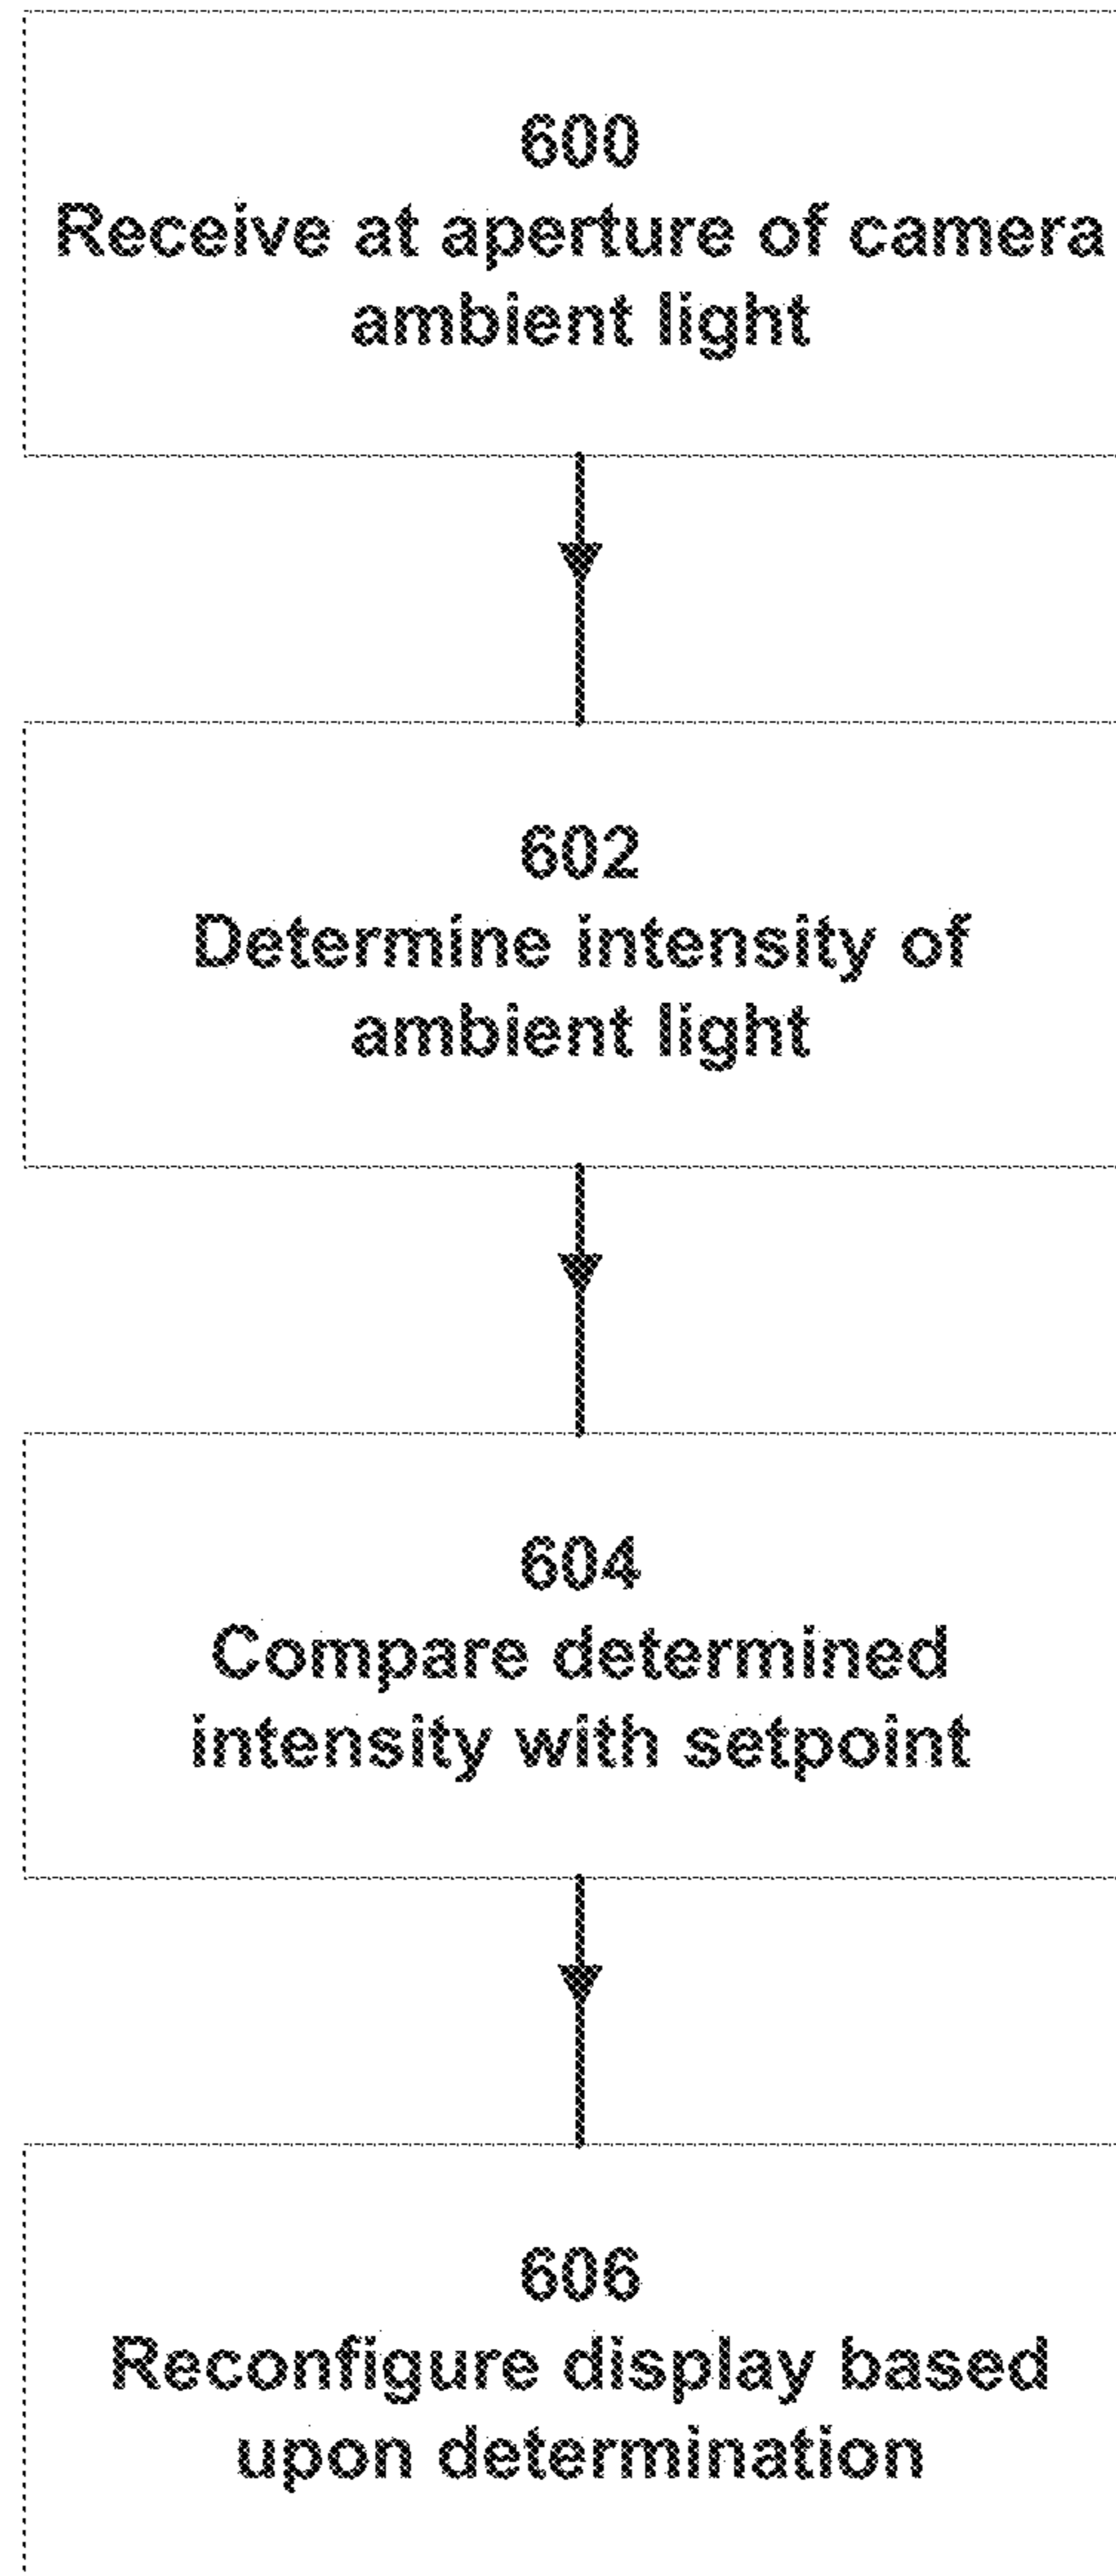 600
Receive at aperture of camera
ambient light
602
Determine intensity of
ambient light
604
Compare determined
intensity with setpoint
606
Reconfigure display based
upon determination